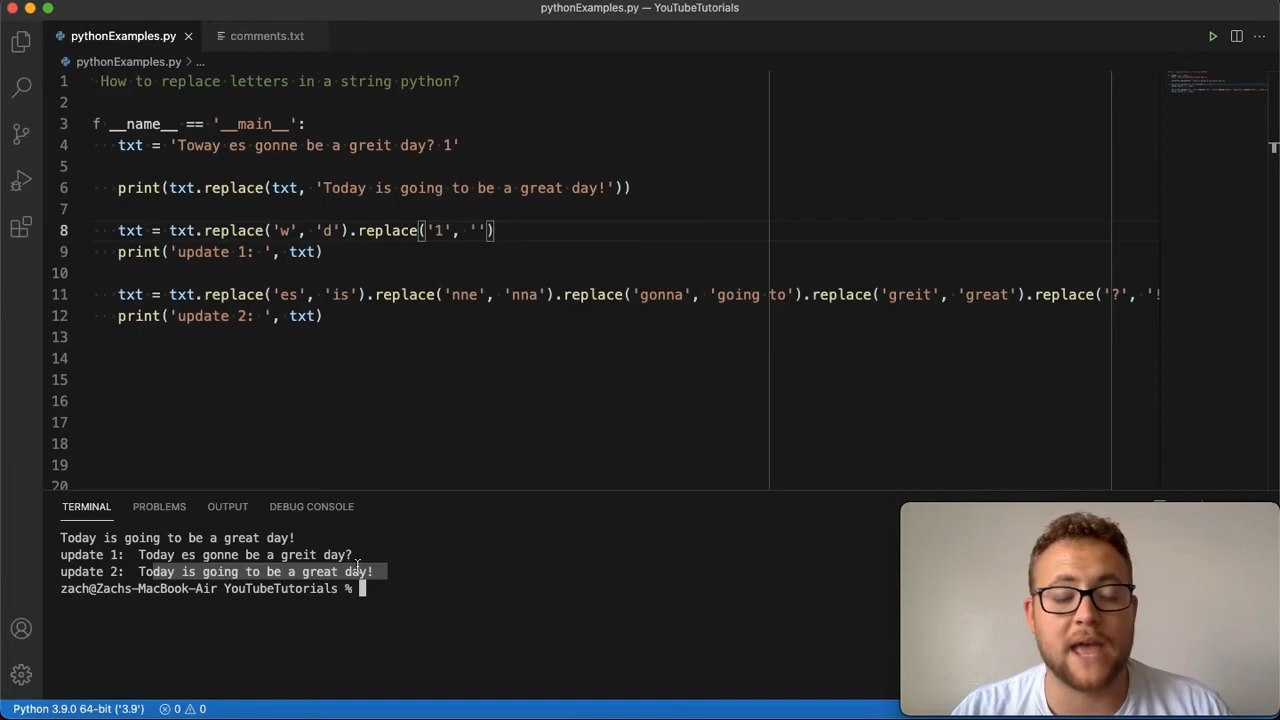 pythonExamples.py — YouTubeTutorials
pythonExamples.py × comments.txt
pythonExamples.py > ...
1 How to replace letters in a string python?
2
3 f __name__ == '__main__':
4 txt = 'Toway es gonne be a greit day? 1'
5
6 print(txt.replace(txt, 'Today is going to be a great day!'))
7
8 txt = txt.replace('w', 'd').replace('1', '')
9 print('update 1: ', txt)
10
11 txt = txt.replace('es', 'is').replace('nne', 'nna').replace('gonna', 'going to').replace('greit', 'great').replace('?', '!
12 print('update 2: ', txt)
13
14
15
16
17
18
19
20
TERMINAL PROBLEMS OUTPUT DEBUG CONSOLE
Today is going to be a great day!
update 1: Today es gonne be a greit day?
update 2: Today is going to be a great day!
zach@Zachs-MacBook-Air YouTubeTutorials %
Python 3.9.0 64-bit ('3.9') 0 0